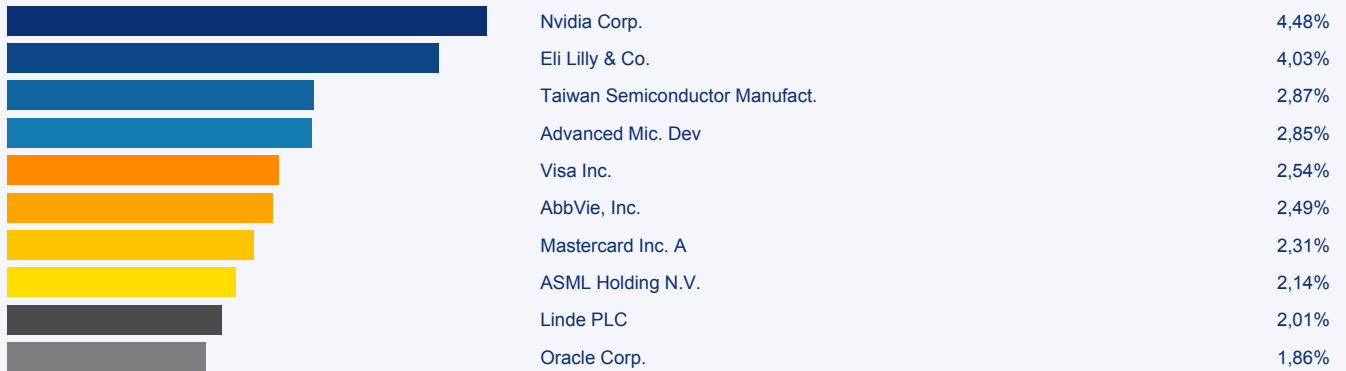 Nvidia Corp. 4,48%
Eli Lilly & Co. 4,03%
Taiwan Semiconductor Manufact. 2,87%
Advanced Mic. Dev 2,85%
Visa Inc. 2,54%
AbbVie, Inc. 2,49%
Mastercard Inc. A 2,31%
ASML Holding N.V. 2,14%
Linde PLC 2,01%
Oracle Corp. 1,86%